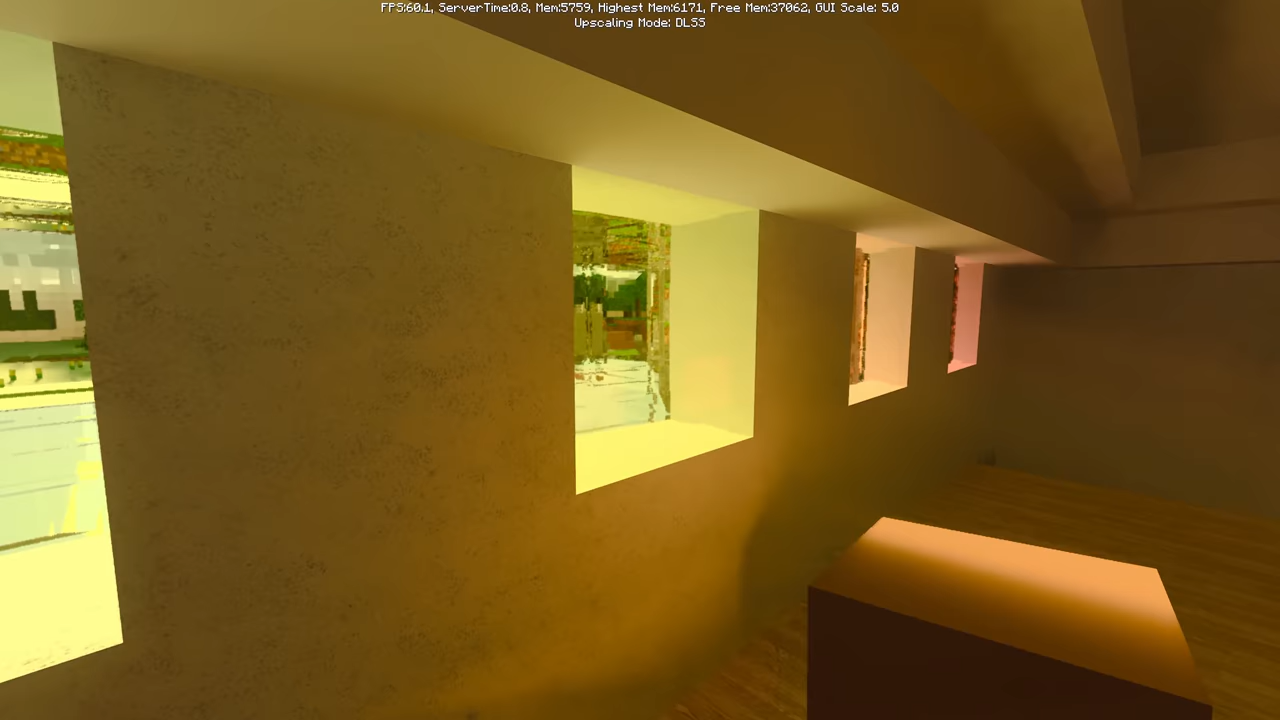 FPS:60.1, ServerTime:0.8, Mem:5759, Highest Mem:6171, Free Mem:37062, GUI Scale: 5.0
Upscaling Mode: DLSS